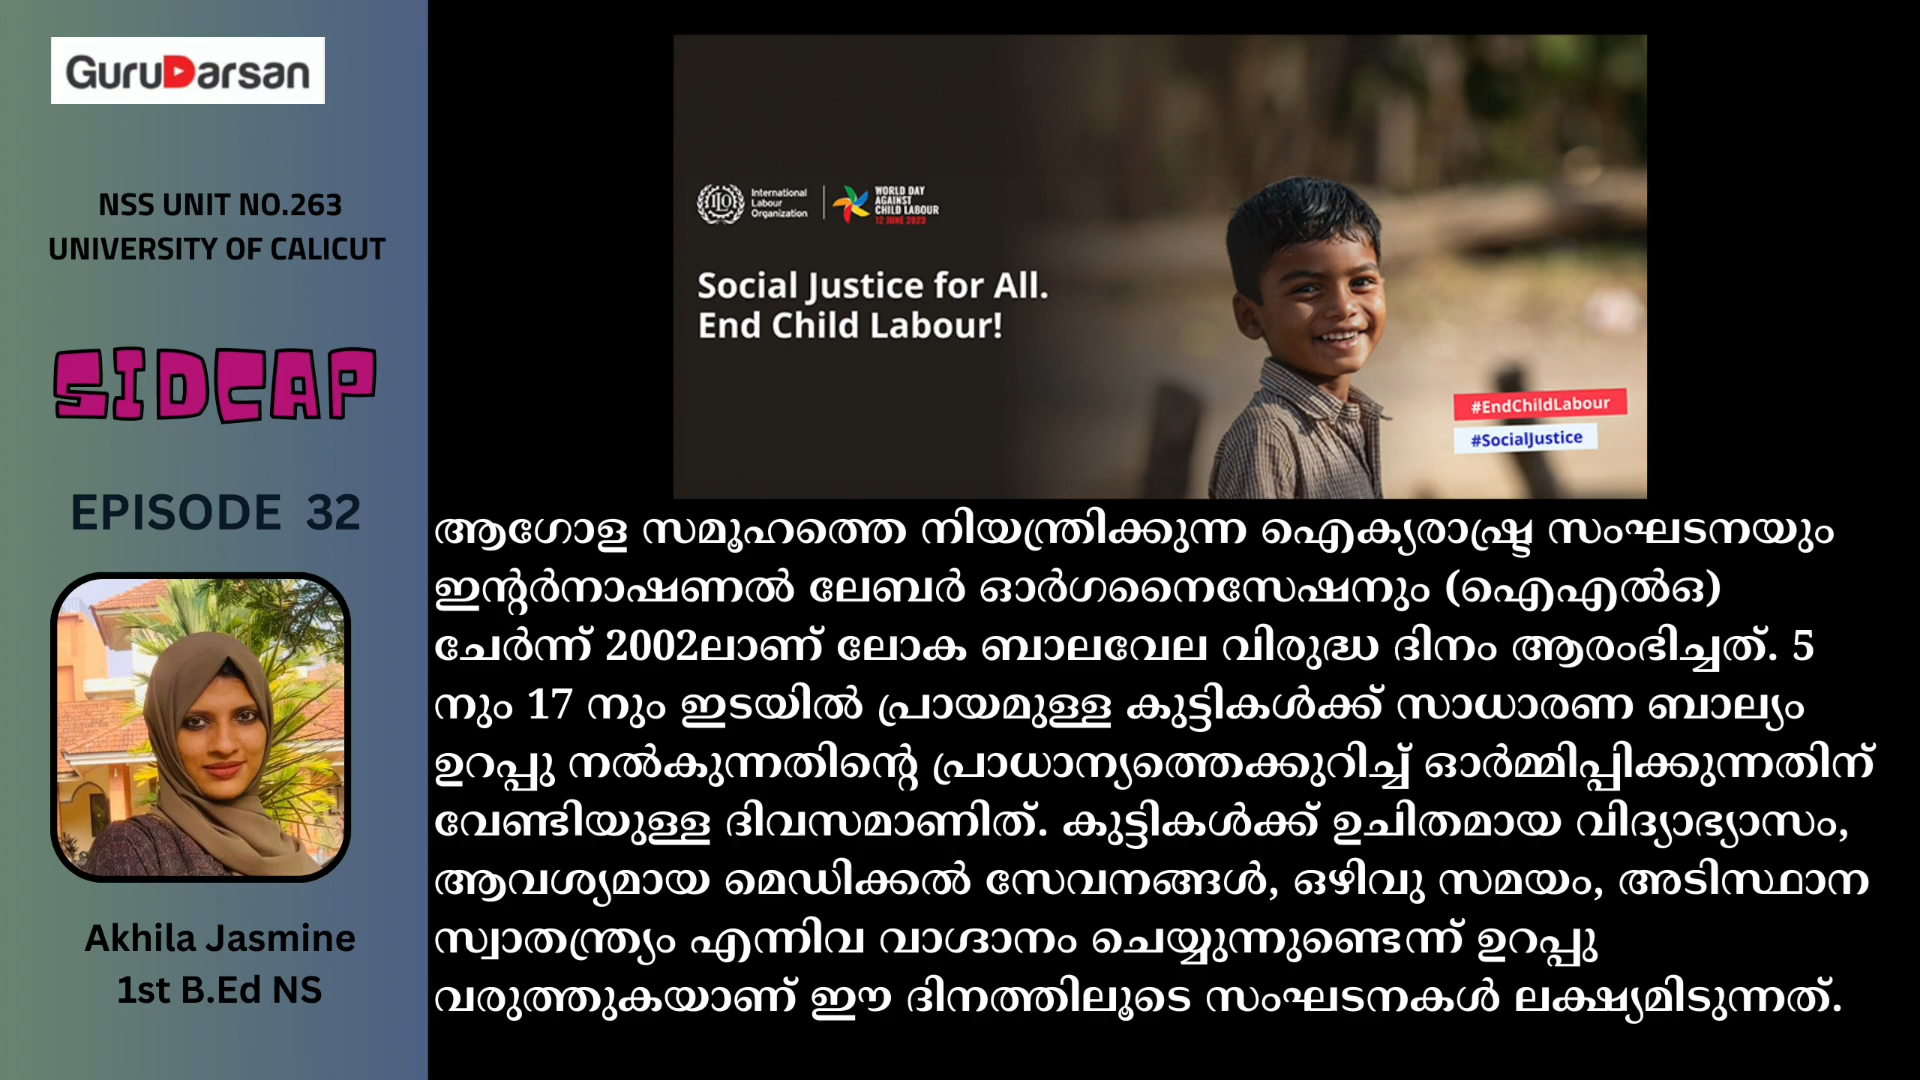 GuruDarsan
NSS UNIT NO.263
UNIVERSITY OF CALICUT
SIDCAP
EPISODE 32
Akhila Jasmine
1st B.Ed NS
International
Labour
Organization
WORLD DAY
AGAINST
CHILD LABOUR
12 JUNE 2023
Social Justice for All.
End Child Labour!
#EndChildLabour
#SocialJustice
ആഗോള സമൂഹത്തെ നിയന്ത്രിക്കുന്ന ഐക്യരാഷ്ട്ര സംഘടനയും
ഇന്റർനാഷണൽ ലേബർ ഓർഗനൈസേഷനും (ഐഎൽഒ)
ചേർന്ന് 2002ലാണ് ലോക ബാലവേല വിരുദ്ധ ദിനം ആരംഭിച്ചത്. 5
നും 17 നും ഇടയിൽ പ്രായമുള്ള കുട്ടികൾക്ക് സാധാരണ ബാല്യം
ഉറപ്പു നൽകുന്നതിന്റെ പ്രാധാന്യത്തെക്കുറിച്ച് ഓർമ്മിപ്പിക്കുന്നതിന്
വേണ്ടിയുള്ള ദിവസമാണിത്. കുട്ടികൾക്ക് ഉചിതമായ വിദ്യാഭ്യാസം,
ആവശ്യമായ മെഡിക്കൽ സേവനങ്ങൾ, ഒഴിവു സമയം, അടിസ്ഥാന
സ്വാതന്ത്ര്യം എന്നിവ വാഗ്ദാനം ചെയ്യുന്നുണ്ടെന്ന് ഉറപ്പു
വരുത്തുകയാണ് ഈ ദിനത്തിലൂടെ സംഘടനകൾ ലക്ഷ്യമിടുന്നത്.